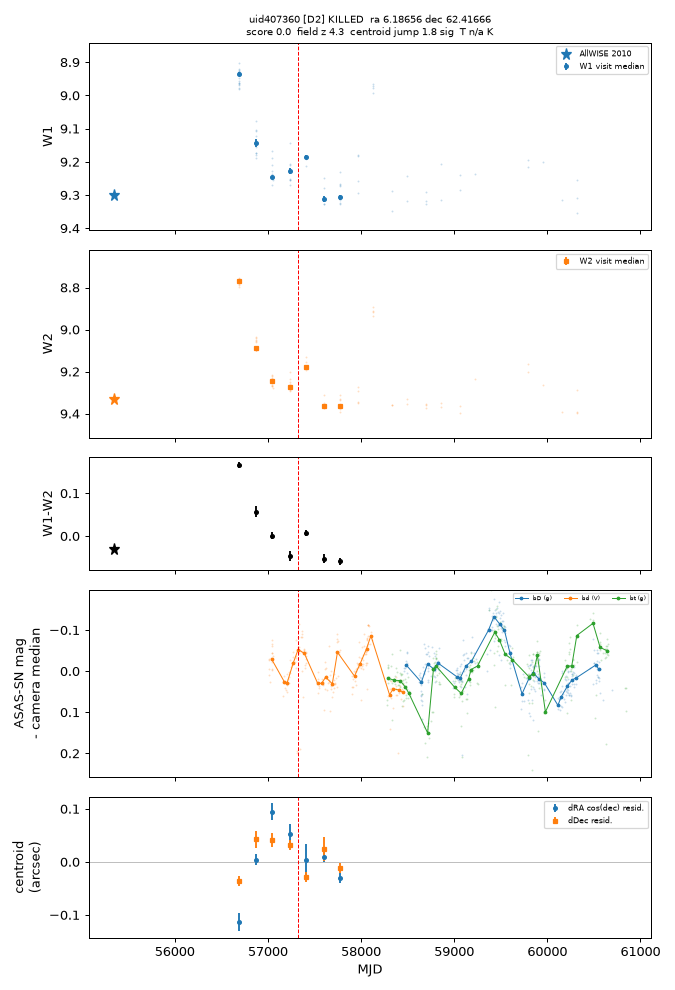 uid407360 [D2] KILLED  ra 6.18656 dec 62.41666
score 0.0  field z 4.3  centroid jump 1.8 sig  T n/a K
AllWISE 2010
W1 visit median
W1
8.9
9.0
9.1
9.2
9.3
9.4
W2 visit median
W2
8.8
9.0
9.2
9.4
W1-W2
0.1
0.0
bD (g)
bd (V)
bt (g)
ASAS-SN mag
- camera median
−0.1
0.0
0.1
0.2
dRA cos(dec) resid.
dDec resid.
centroid
(arcsec)
0.1
0.0
−0.1
56000
57000
58000
59000
60000
61000
MJD